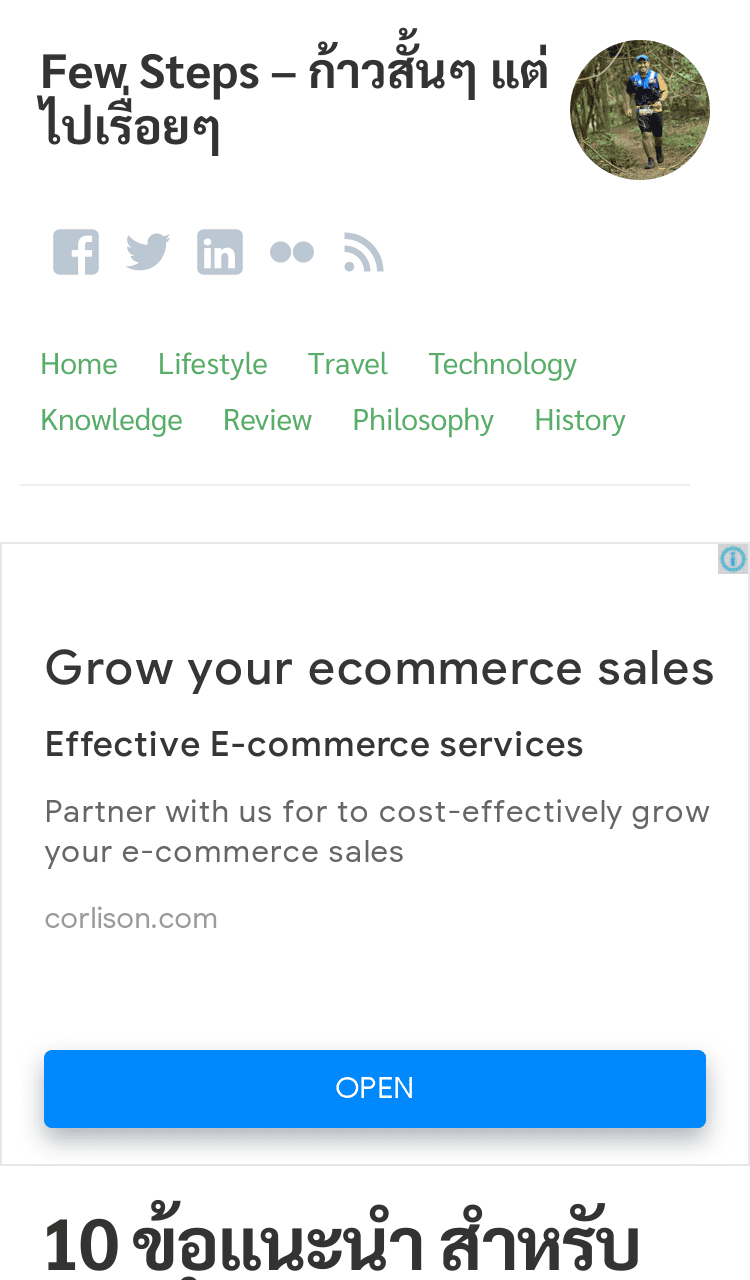 Few Steps – ก้าวสั้นๆ แต่
ไปเรื่อยๆ
Home Lifestyle Travel Technology
Knowledge Review Philosophy History
Grow your ecommerce sales
Effective E-commerce services
Partner with us for to cost-effectively grow
your e-commerce sales
corlison.com
OPEN
10 ข้อแนะนำ สำหรับ